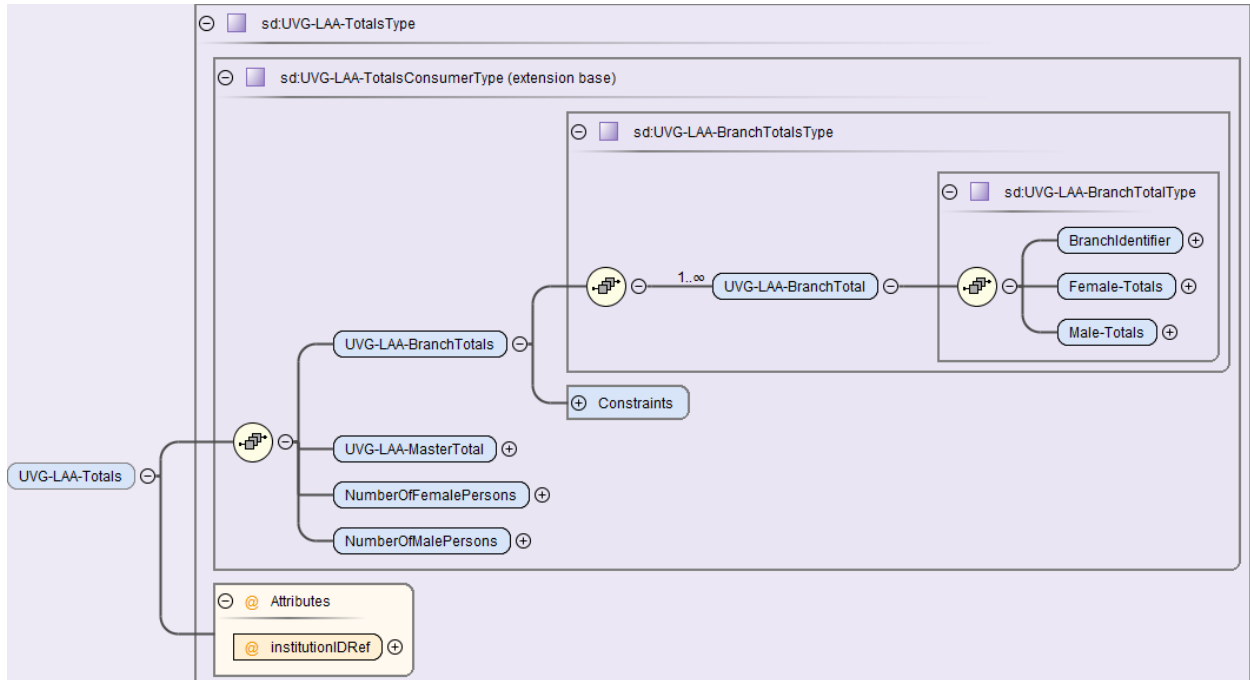 sd:UVG-LAA-TotalsType
sd:UVG-LAA-TotalsConsumerType (extension base)
sd:UVG-LAA-BranchTotalsType
sd:UVG-LAA-BranchTotalType
BranchIdentifier
1..∞
UVG-LAA-BranchTotal
Female-Totals
Male-Totals
UVG-LAA-BranchTotals
Constraints
UVG-LAA-MasterTotal
UVG-LAA-Totals
NumberOfFemalePersons
NumberOfMalePersons
@ Attributes
@ institutionIDRef